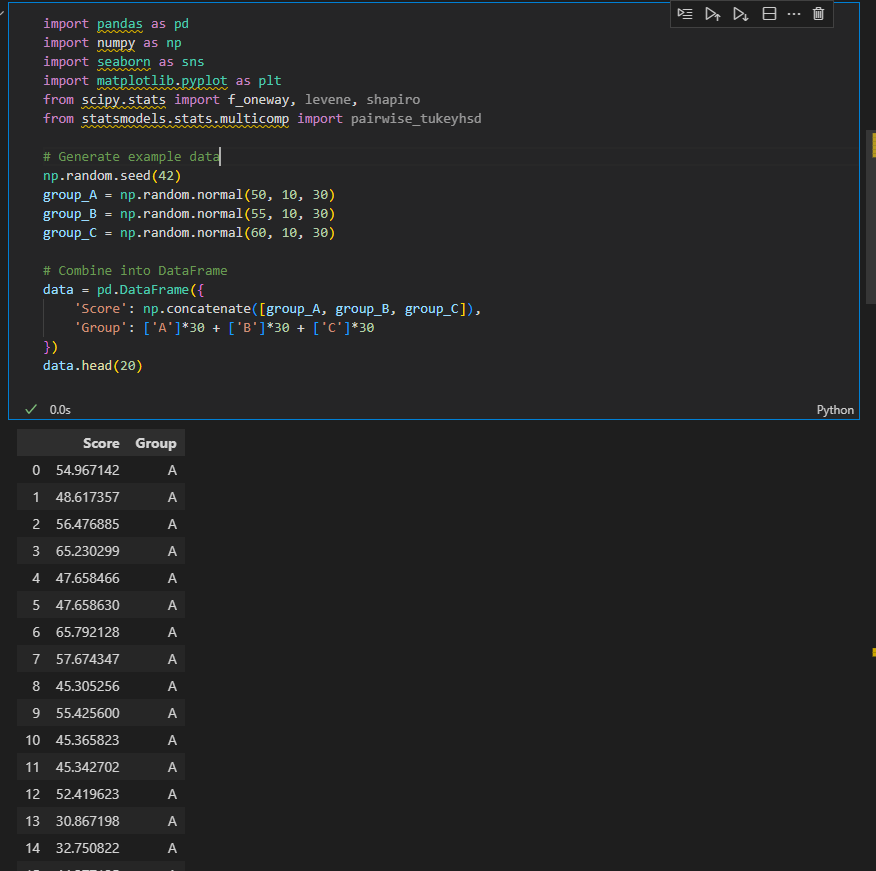 import pandas as pd
import numpy as np
import seaborn as sns
import matplotlib.pyplot as plt
from scipy.stats import f_oneway, levene, shapiro
from statsmodels.stats.multicomp import pairwise_tukeyhsd
# Generate example data
np.random.seed(42)
group_A = np.random.normal(50, 10, 30)
group_B = np.random.normal(55, 10, 30)
group_C = np.random.normal(60, 10, 30)
# Combine into DataFrame
data = pd.DataFrame({
    'Score': np.concatenate([group_A, group_B, group_C]),
    'Group': ['A']*30 + ['B']*30 + ['C']*30
})
data.head(20)
0.0s Python
Score Group
0 54.967142 A
1 48.617357 A
2 56.476885 A
3 65.230299 A
4 47.658466 A
5 47.658630 A
6 65.792128 A
7 57.674347 A
8 45.305256 A
9 55.425600 A
10 45.365823 A
11 45.342702 A
12 52.419623 A
13 30.867198 A
14 32.750822 A